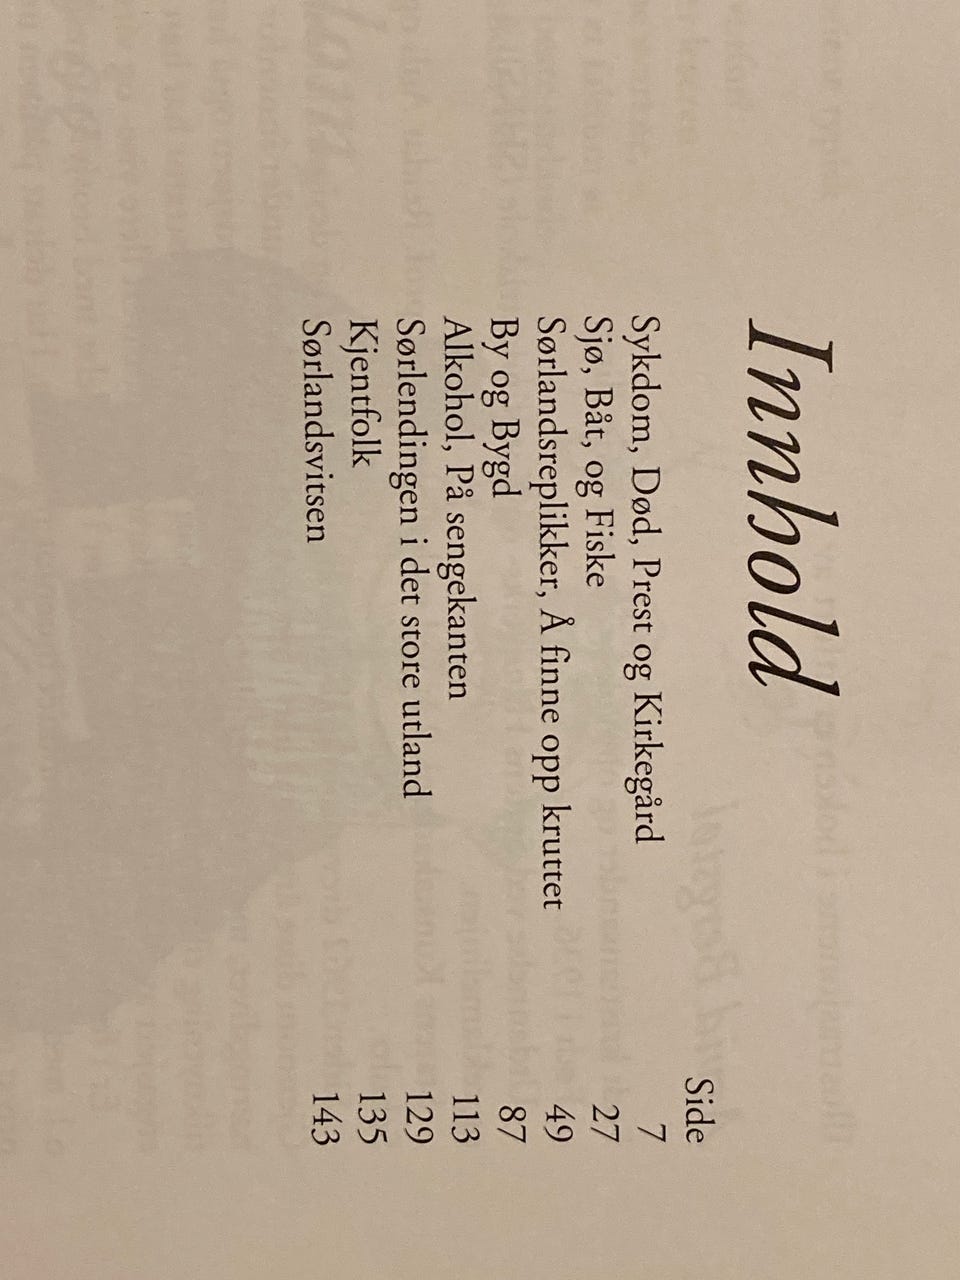 Innhold
Side
Sykdom, Død, Prest og Kirkegård 7
Sjø, Båt, og Fiske 27
Sørlandsreplikker, Å finne opp kruttet 49
By og Bygd 87
Alkohol, På sengekanten 113
Sørlendingen i det store utland 129
Kjentfolk 135
Sørlandsvitsen 143